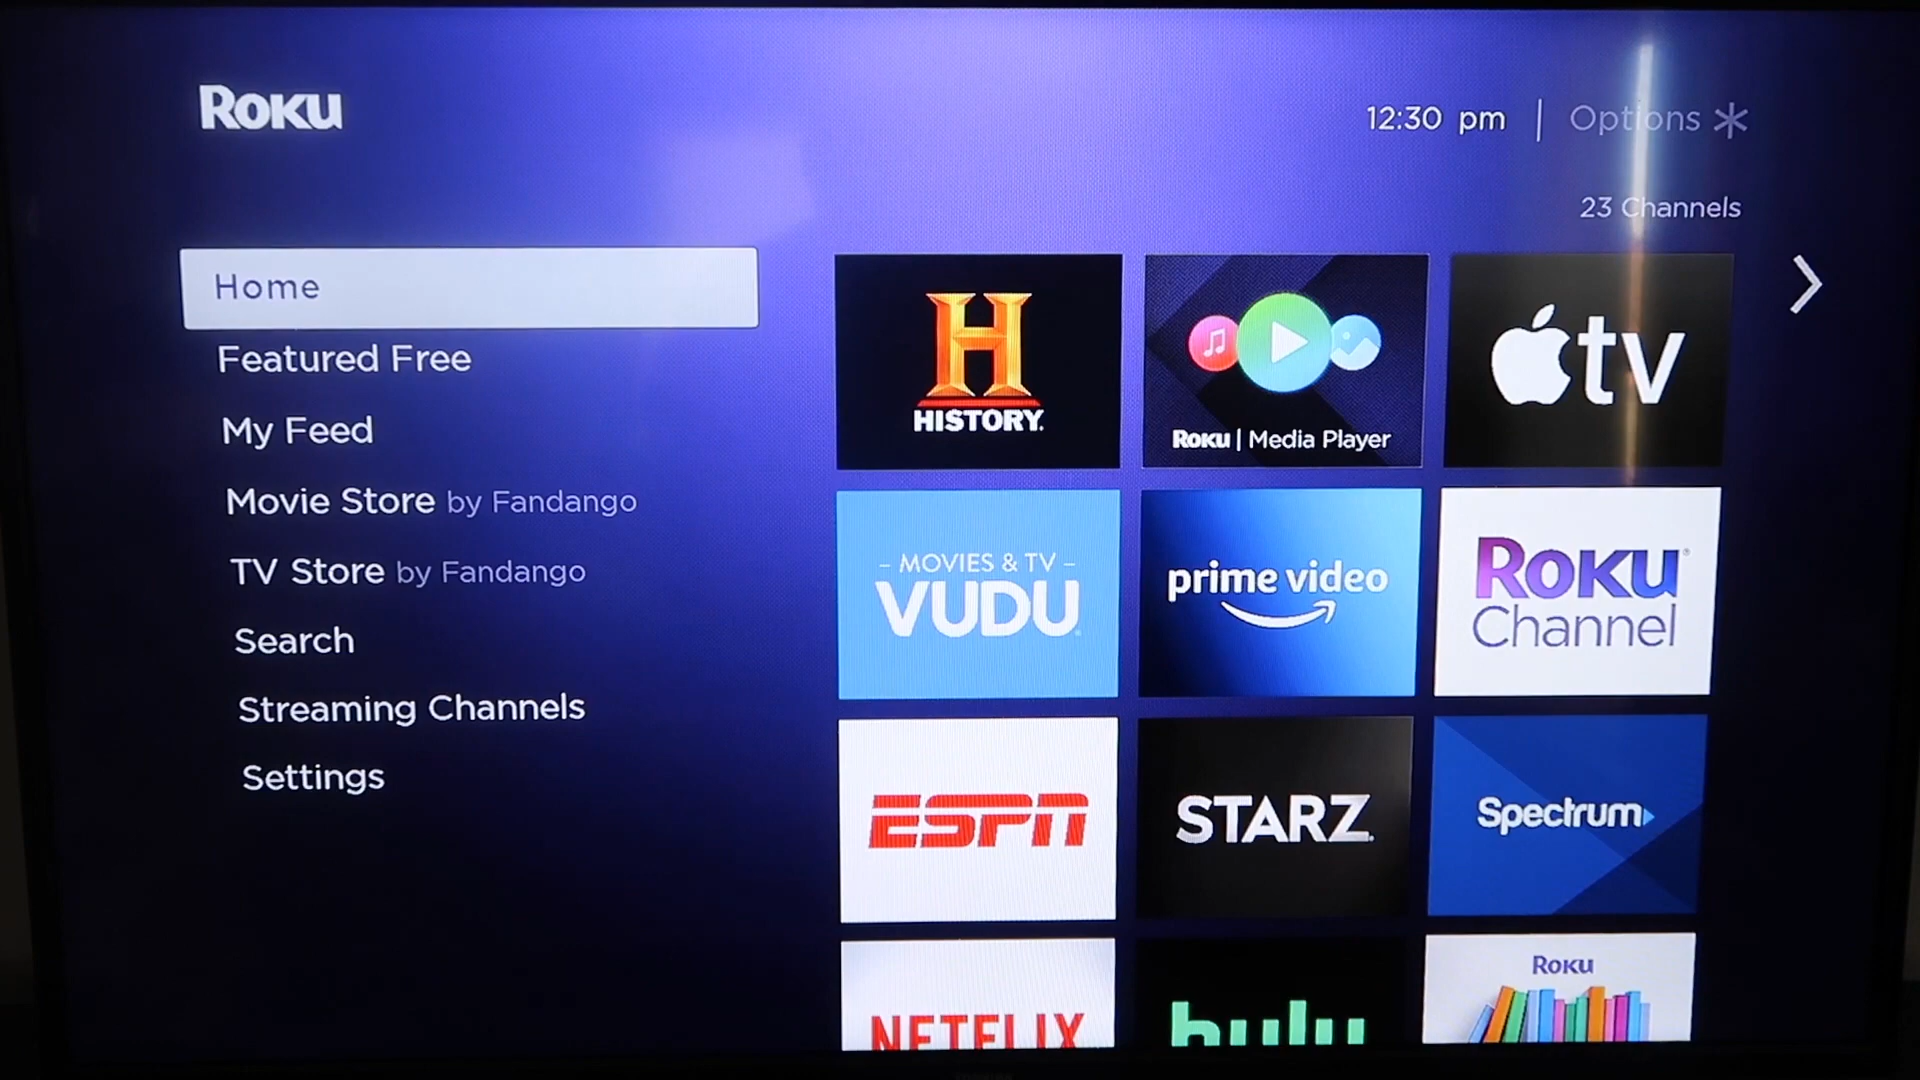 Roku
12:30 pm | Options *
23 Channels
Home
Featured Free
My Feed
Movie Store by Fandango
TV Store by Fandango
Search
Streaming Channels
Settings
H
HISTORY.
Roku | Media Player
tv
- MOVIES & TV -
VUDU
prime video
Roku
Channel
ESPN
STARZ
Spectrum
NETFLIX
hulu
Roku